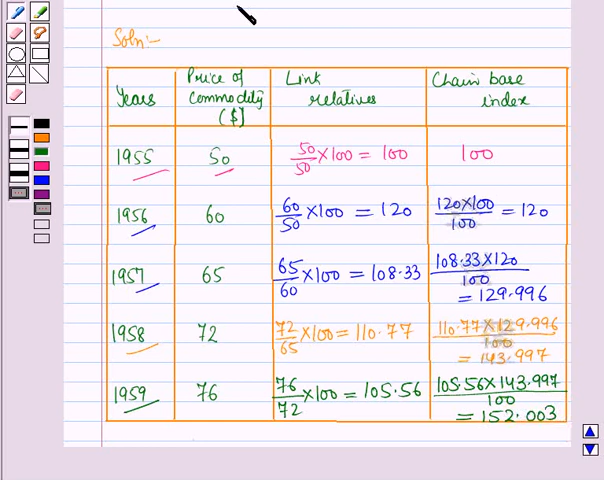 Soln:-
Years | Price of commodity ($) | Link relatives | Chain base index
1955 | 50 | 50/50 × 100 = 100 | 100
1956 | 60 | 60/50 × 100 = 120 | 120×100/100 = 120
1957 | 65 | 65/60 × 100 = 108.33 | 108.33 × 120/100 = 129.996
1958 | 72 | 72/65 × 100 = 110.77 | 110.77 × 129.996/100 = 143.997
1959 | 76 | 76/72 × 100 = 105.56 | 105.56 × 143.997/100 = 152.003